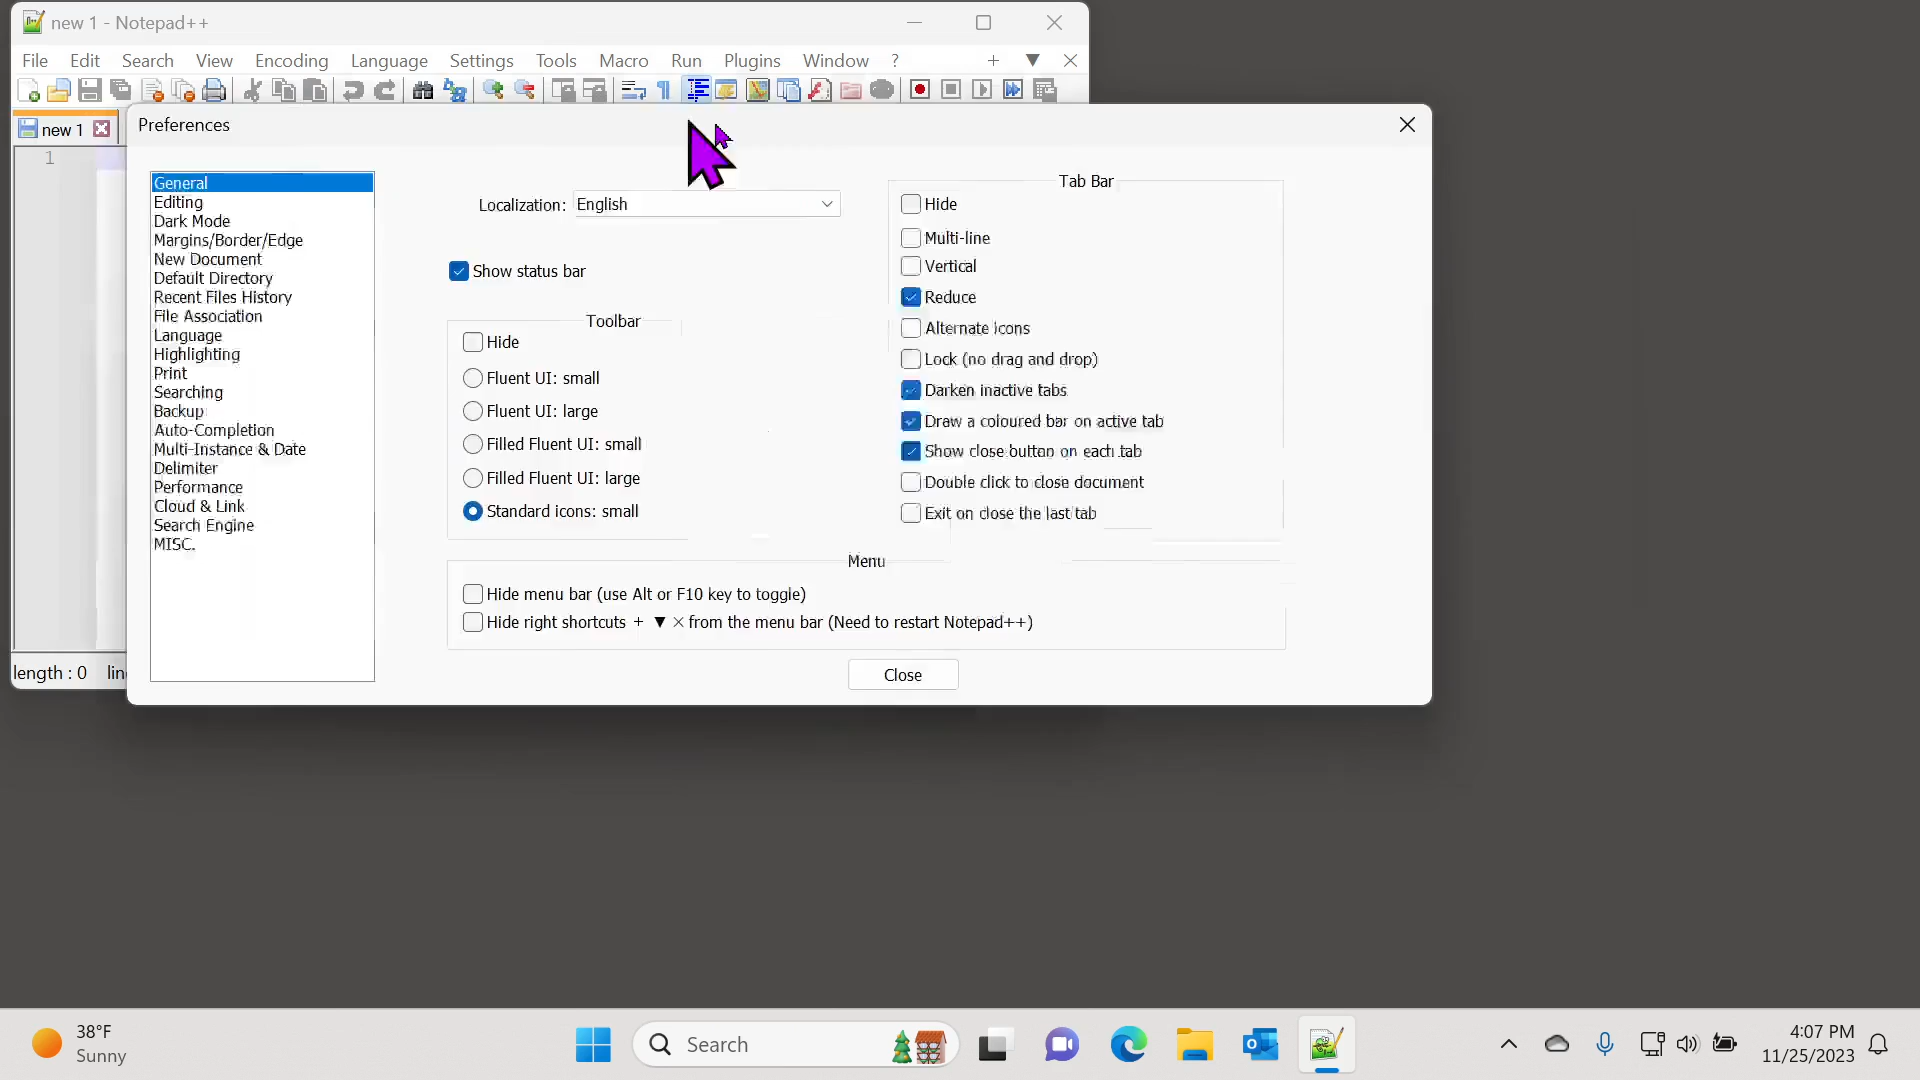 new 1 - Notepad++
File Edit Search View Encoding Language Settings Tools Macro Run Plugins Window ?
new 1
Preferences
1
General
Editing
Dark Mode
Margins/Border/Edge
New Document
Default Directory
Recent Files History
File Association
Language
Highlighting
Print
Searching
Backup
Auto-Completion
Multi-Instance & Date
Delimiter
Performance
Cloud & Link
Search Engine
MISC.
Localization: English
Show status bar
Toolbar
Hide
Fluent UI: small
Fluent UI: large
Filled Fluent UI: small
Filled Fluent UI: large
Standard icons: small
Tab Bar
Hide
Multi-line
Vertical
Reduce
Alternate icons
Lock (no drag and drop)
Darken inactive tabs
Draw a coloured bar on active tab
Show close button on each tab
Double click to close document
Exit on close the last tab
Menu
Hide menu bar (use Alt or F10 key to toggle)
Hide right shortcuts + ▼ × from the menu bar (Need to restart Notepad++)
Close
length : 0 lin
38°F
Sunny
Search
4:07 PM
11/25/2023